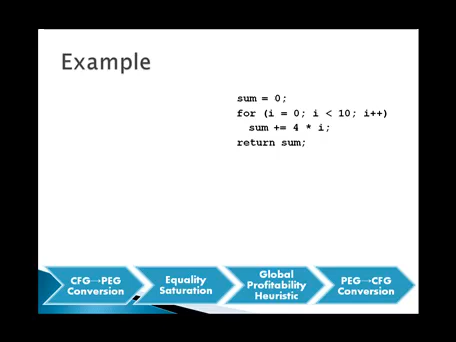 Example
sum = 0;
for (i = 0; i < 10; i++)
sum += 4 * i;
return sum;
CFG→PEG
Conversion
Equality
Saturation
Global
Profitability
Heuristic
PEG→CFG
Conversion